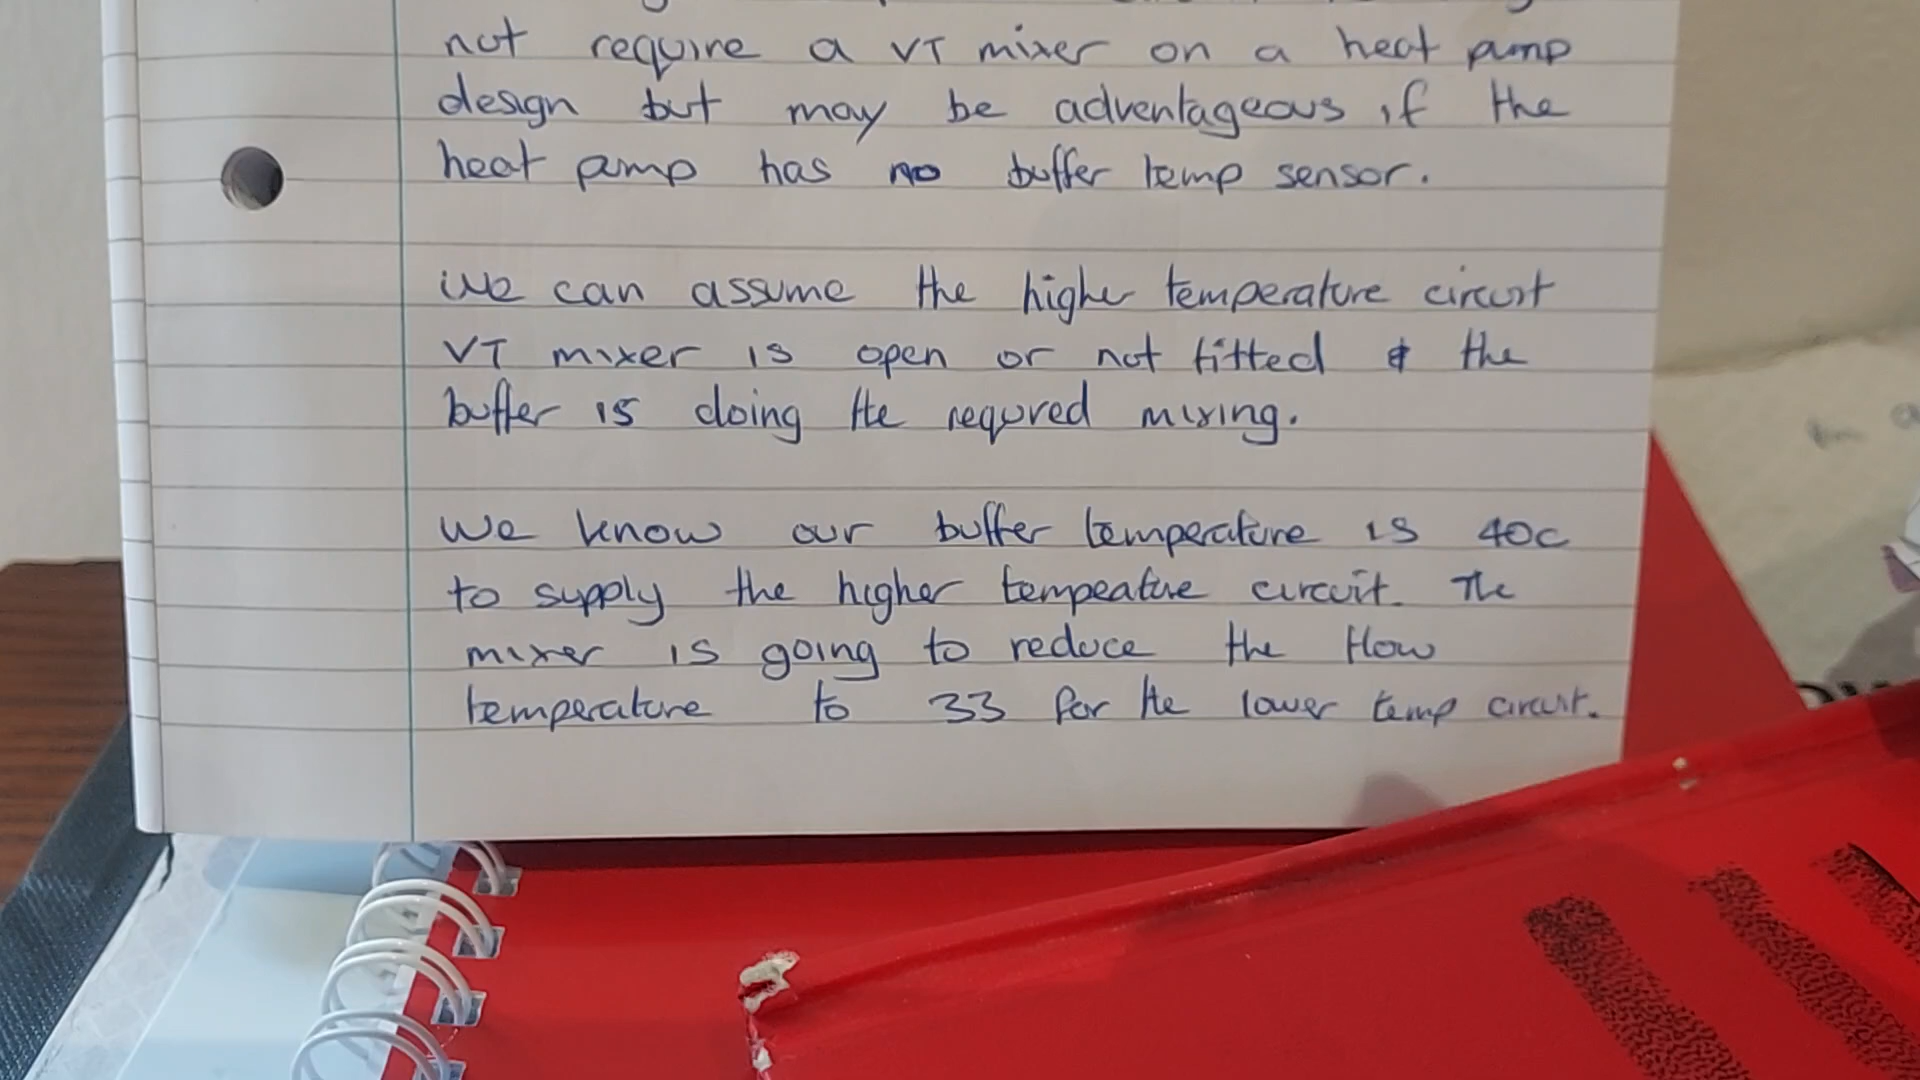 not require a VT mixer on a heat pump
design but may be adventageous if the
heat pump has no buffer temp sensor.
We can assume the higher temperature circuit
VT mixer is open or not fitted & the
buffer is doing the requred mixing.
We know our buffer temperature is 40c
to supply the higher tempeature circuit. The
mixer is going to reduce the flow
temperature to 33 for the lower temp circuit.